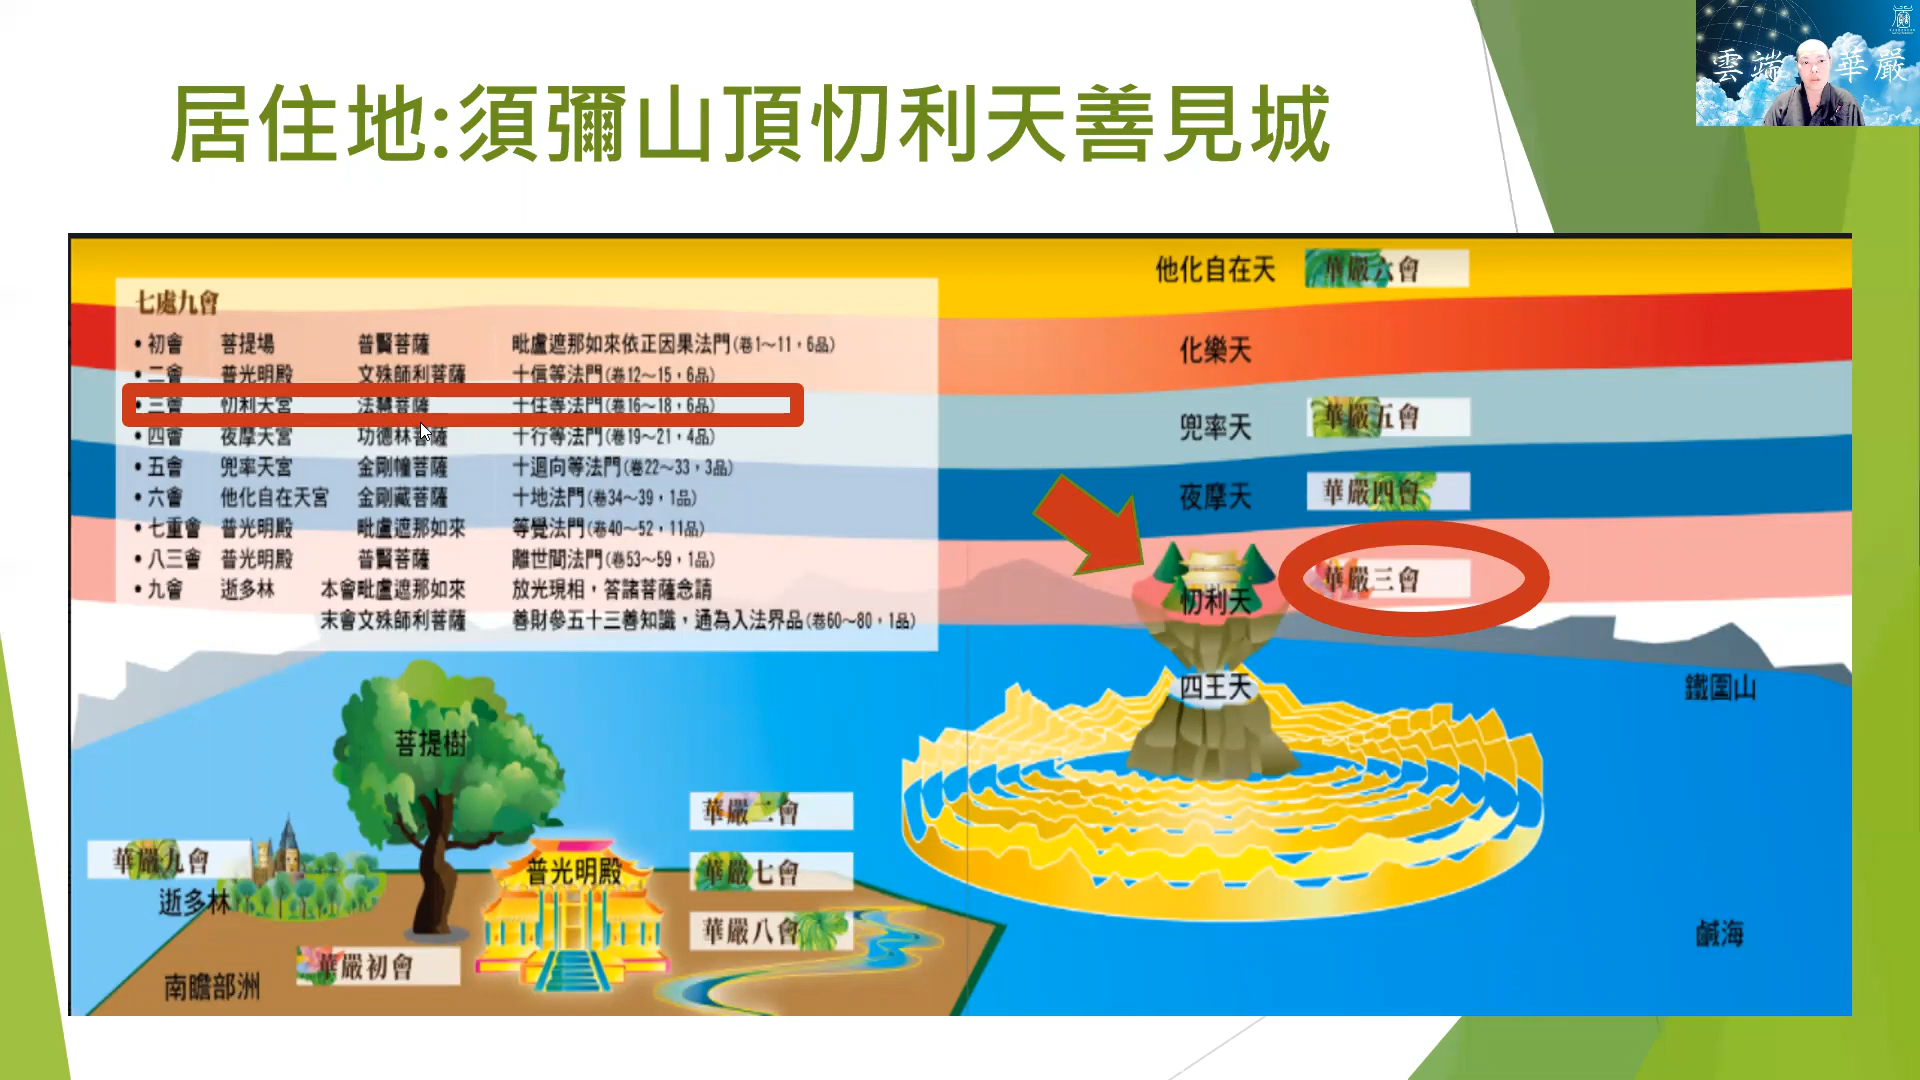 居住地:須彌山頂忉利天善見城
雲端 華嚴
七處九會
• 初會 菩提場 普賢菩薩 毗盧遮那如來依正因果法門(卷1～11，6品)
• 二會 普光明殿 文殊師利菩薩 十信等法門(卷12～15，6品)
• 三會 忉利天宮 法慧菩薩 十住等法門(卷16～18，6品)
• 四會 夜摩天宮 功德林菩薩 十行等法門(卷19～21，4品)
• 五會 兜率天宮 金剛幢菩薩 十迴向等法門(卷22～33，3品)
• 六會 他化自在天宮 金剛藏菩薩 十地法門(卷34～39，1品)
• 七重會 普光明殿 毗盧遮那如來 等覺法門(卷40～52，11品)
• 八三會 普光明殿 普賢菩薩 離世間法門(卷53～59，1品)
• 九會 逝多林 本會毗盧遮那如來 放光現相，答諸菩薩念請
末會文殊師利菩薩 善財參五十三善知識，通為入法界品(卷60～80，1品)
他化自在天 華嚴六會
化樂天
兜率天 華嚴五會
夜摩天 華嚴四會
忉利天 華嚴三會
四王天
鐵圍山
鹹海
菩提樹
華嚴二會
普光明殿 華嚴七會
華嚴八會
華嚴九會
逝多林
華嚴初會
南瞻部洲